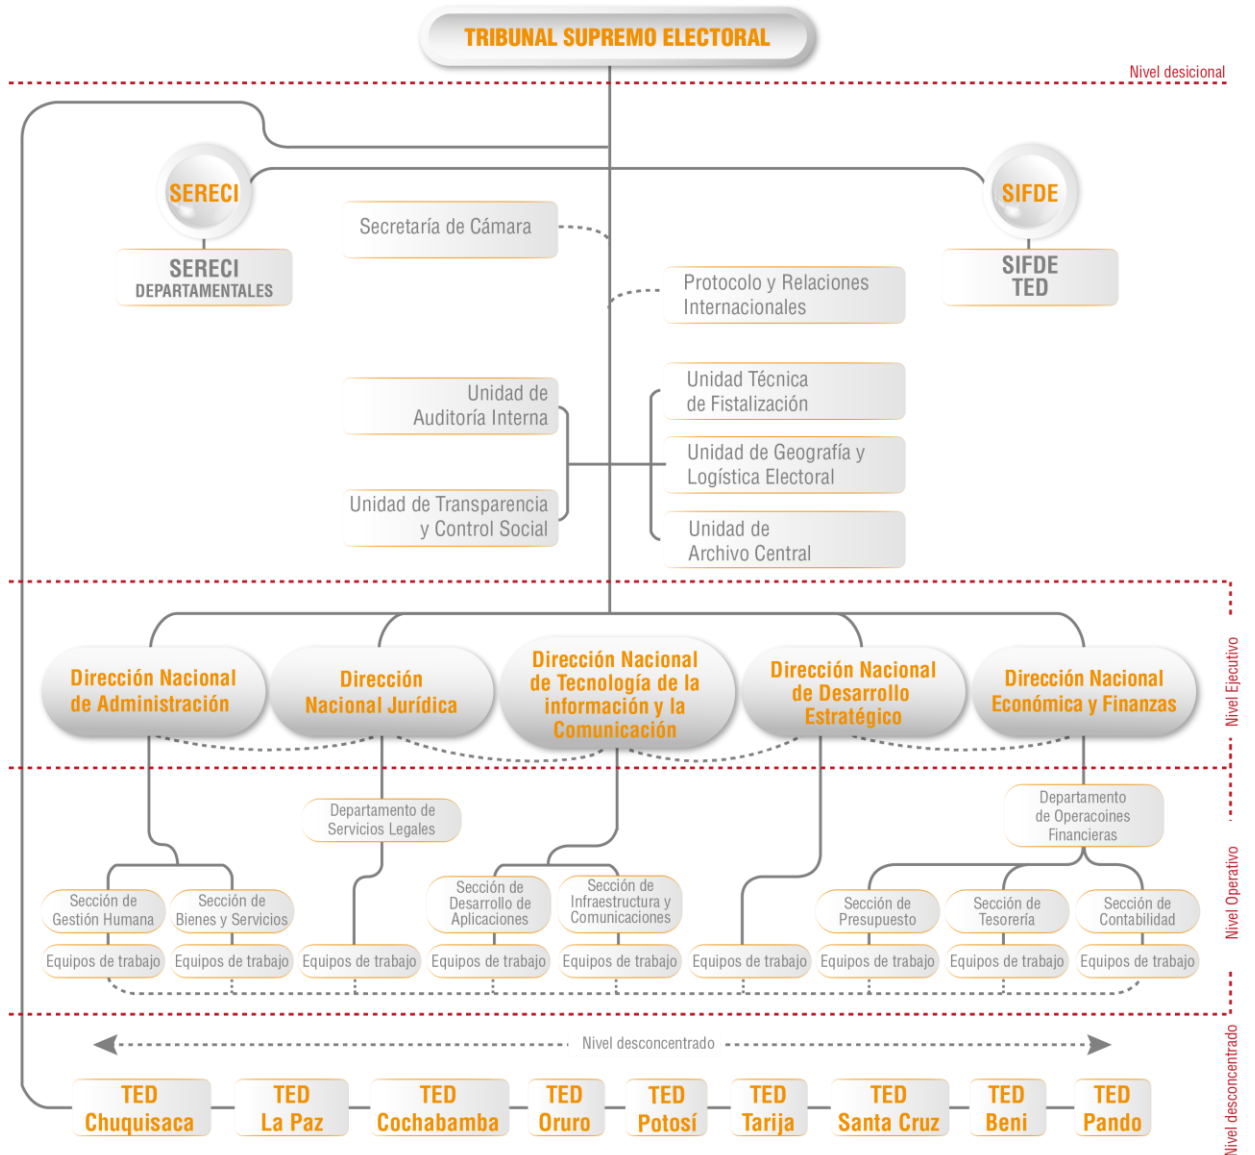 TRIBUNAL SUPREMO ELECTORAL
Nivel desicional
SERECI
SIFDE
SERECI
DEPARTAMENTALES
SIFDE
TED
Secretaría de Cámara
Protocolo y Relaciones
Internacionales
Unidad de
Auditoría Interna
Unidad Técnica
de Fistalización
Unidad de Geografía y
Logística Electoral
Unidad de Transparencia
y Control Social
Unidad de
Archivo Central
Dirección Nacional
de Administración
Dirección
Nacional Jurídica
Dirección Nacional
de Tecnología de la
información y la
Comunicación
Dirección Nacional
de Desarrollo
Estratégico
Dirección Nacional
Económica y Finanzas
Nivel Ejecutivo
Departamento de
Servicios Legales
Departamento
de Operacoines
Financieras
Sección de
Gestión Humana
Sección de
Bienes y Servicios
Sección de
Desarrollo de
Aplicaciones
Sección de
Infraestructura y
Comunicaciones
Sección de
Presupuesto
Sección de
Tesorería
Sección de
Contabilidad
Nivel Operativo
Equipos de trabajo
Equipos de trabajo
Equipos de trabajo
Equipos de trabajo
Equipos de trabajo
Equipos de trabajo
Equipos de trabajo
Equipos de trabajo
Equipos de trabajo
Nivel desconcentrado
Nivel desconcentrado
TED
Chuquisaca
TED
La Paz
TED
Cochabamba
TED
Oruro
TED
Potosí
TED
Tarija
TED
Santa Cruz
TED
Beni
TED
Pando